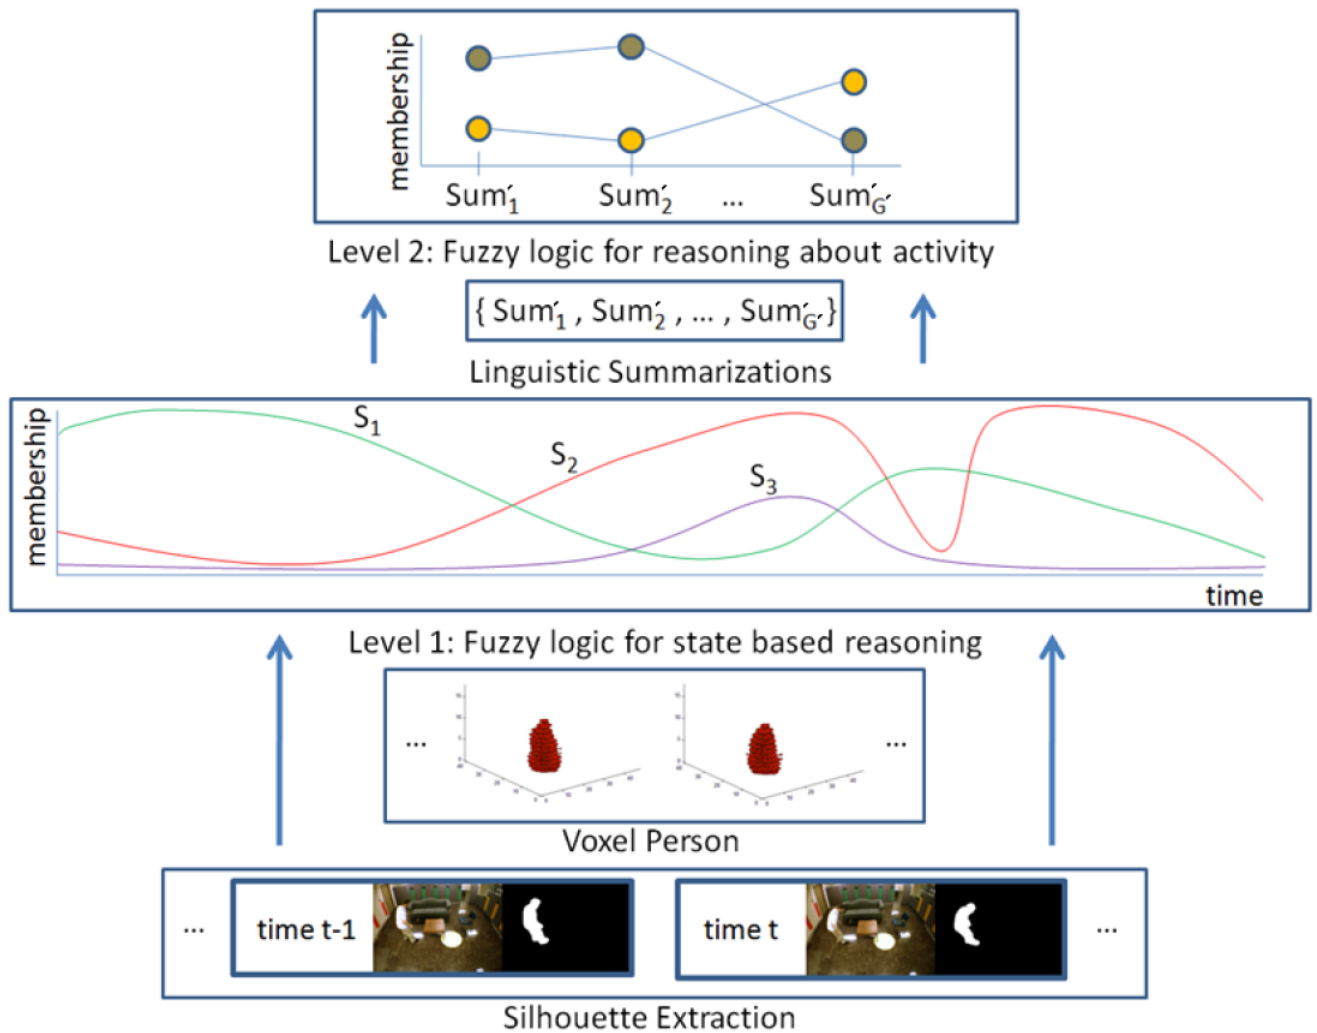 membership
Sum′1 Sum′2 ... Sum′G′
Level 2: Fuzzy logic for reasoning about activity
{ Sum′1 , Sum′2 , ... , Sum′G′ }
Linguistic Summarizations
membership
S1
S2
S3
time
Level 1: Fuzzy logic for state based reasoning
... ...
Voxel Person
... time t-1 time t ...
Silhouette Extraction